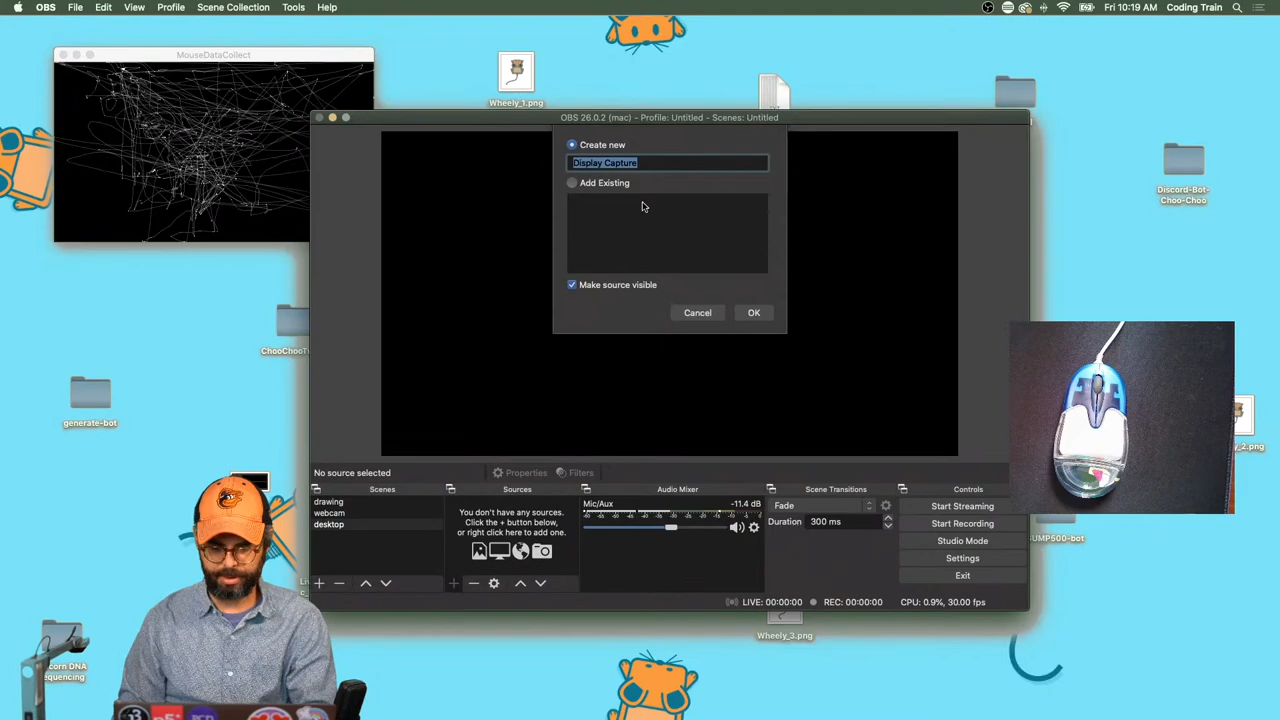 OBS File Edit View Profile Scene Collection Tools Help
Fri 10:19 AM Coding Train
MouseDataCollect
Wheely_1.png
OBS 26.0.2 (mac) - Profile: Untitled - Scenes: Untitled
Create new
Display Capture
Add Existing
Make source visible
Cancel OK
Discord-Bot-
Choo-Choo
generate-bot
No source selected
Properties Filters
Scenes
drawing
webcam
desktop
Sources
You don't have any sources.
Click the + button below,
or right click here to add one.
Audio Mixer
Mic/Aux -11.4 dB
Scene Transitions
Fade
Duration 300 ms
Controls
Start Streaming
Start Recording
Studio Mode
Settings
Exit
LIVE: 00:00:00 REC: 00:00:00 CPU: 0.9%, 30.00 fps
Wheely_3.png